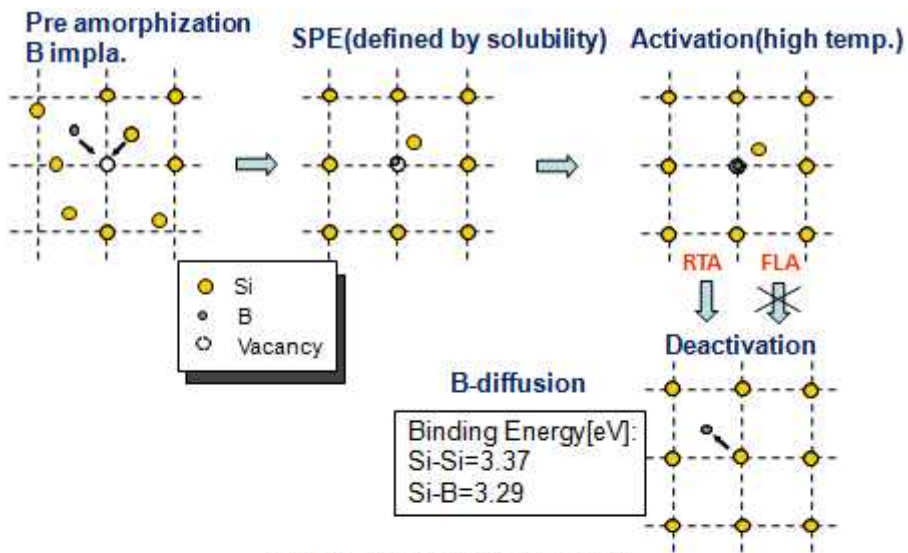 Pre amorphization
B impla.
SPE(defined by solubility)
Activation(high temp.)
RTA
FLA
Si
B
Vacancy
Deactivation
B-diffusion
Binding Energy[eV]:
Si-Si=3.37
Si-B=3.29